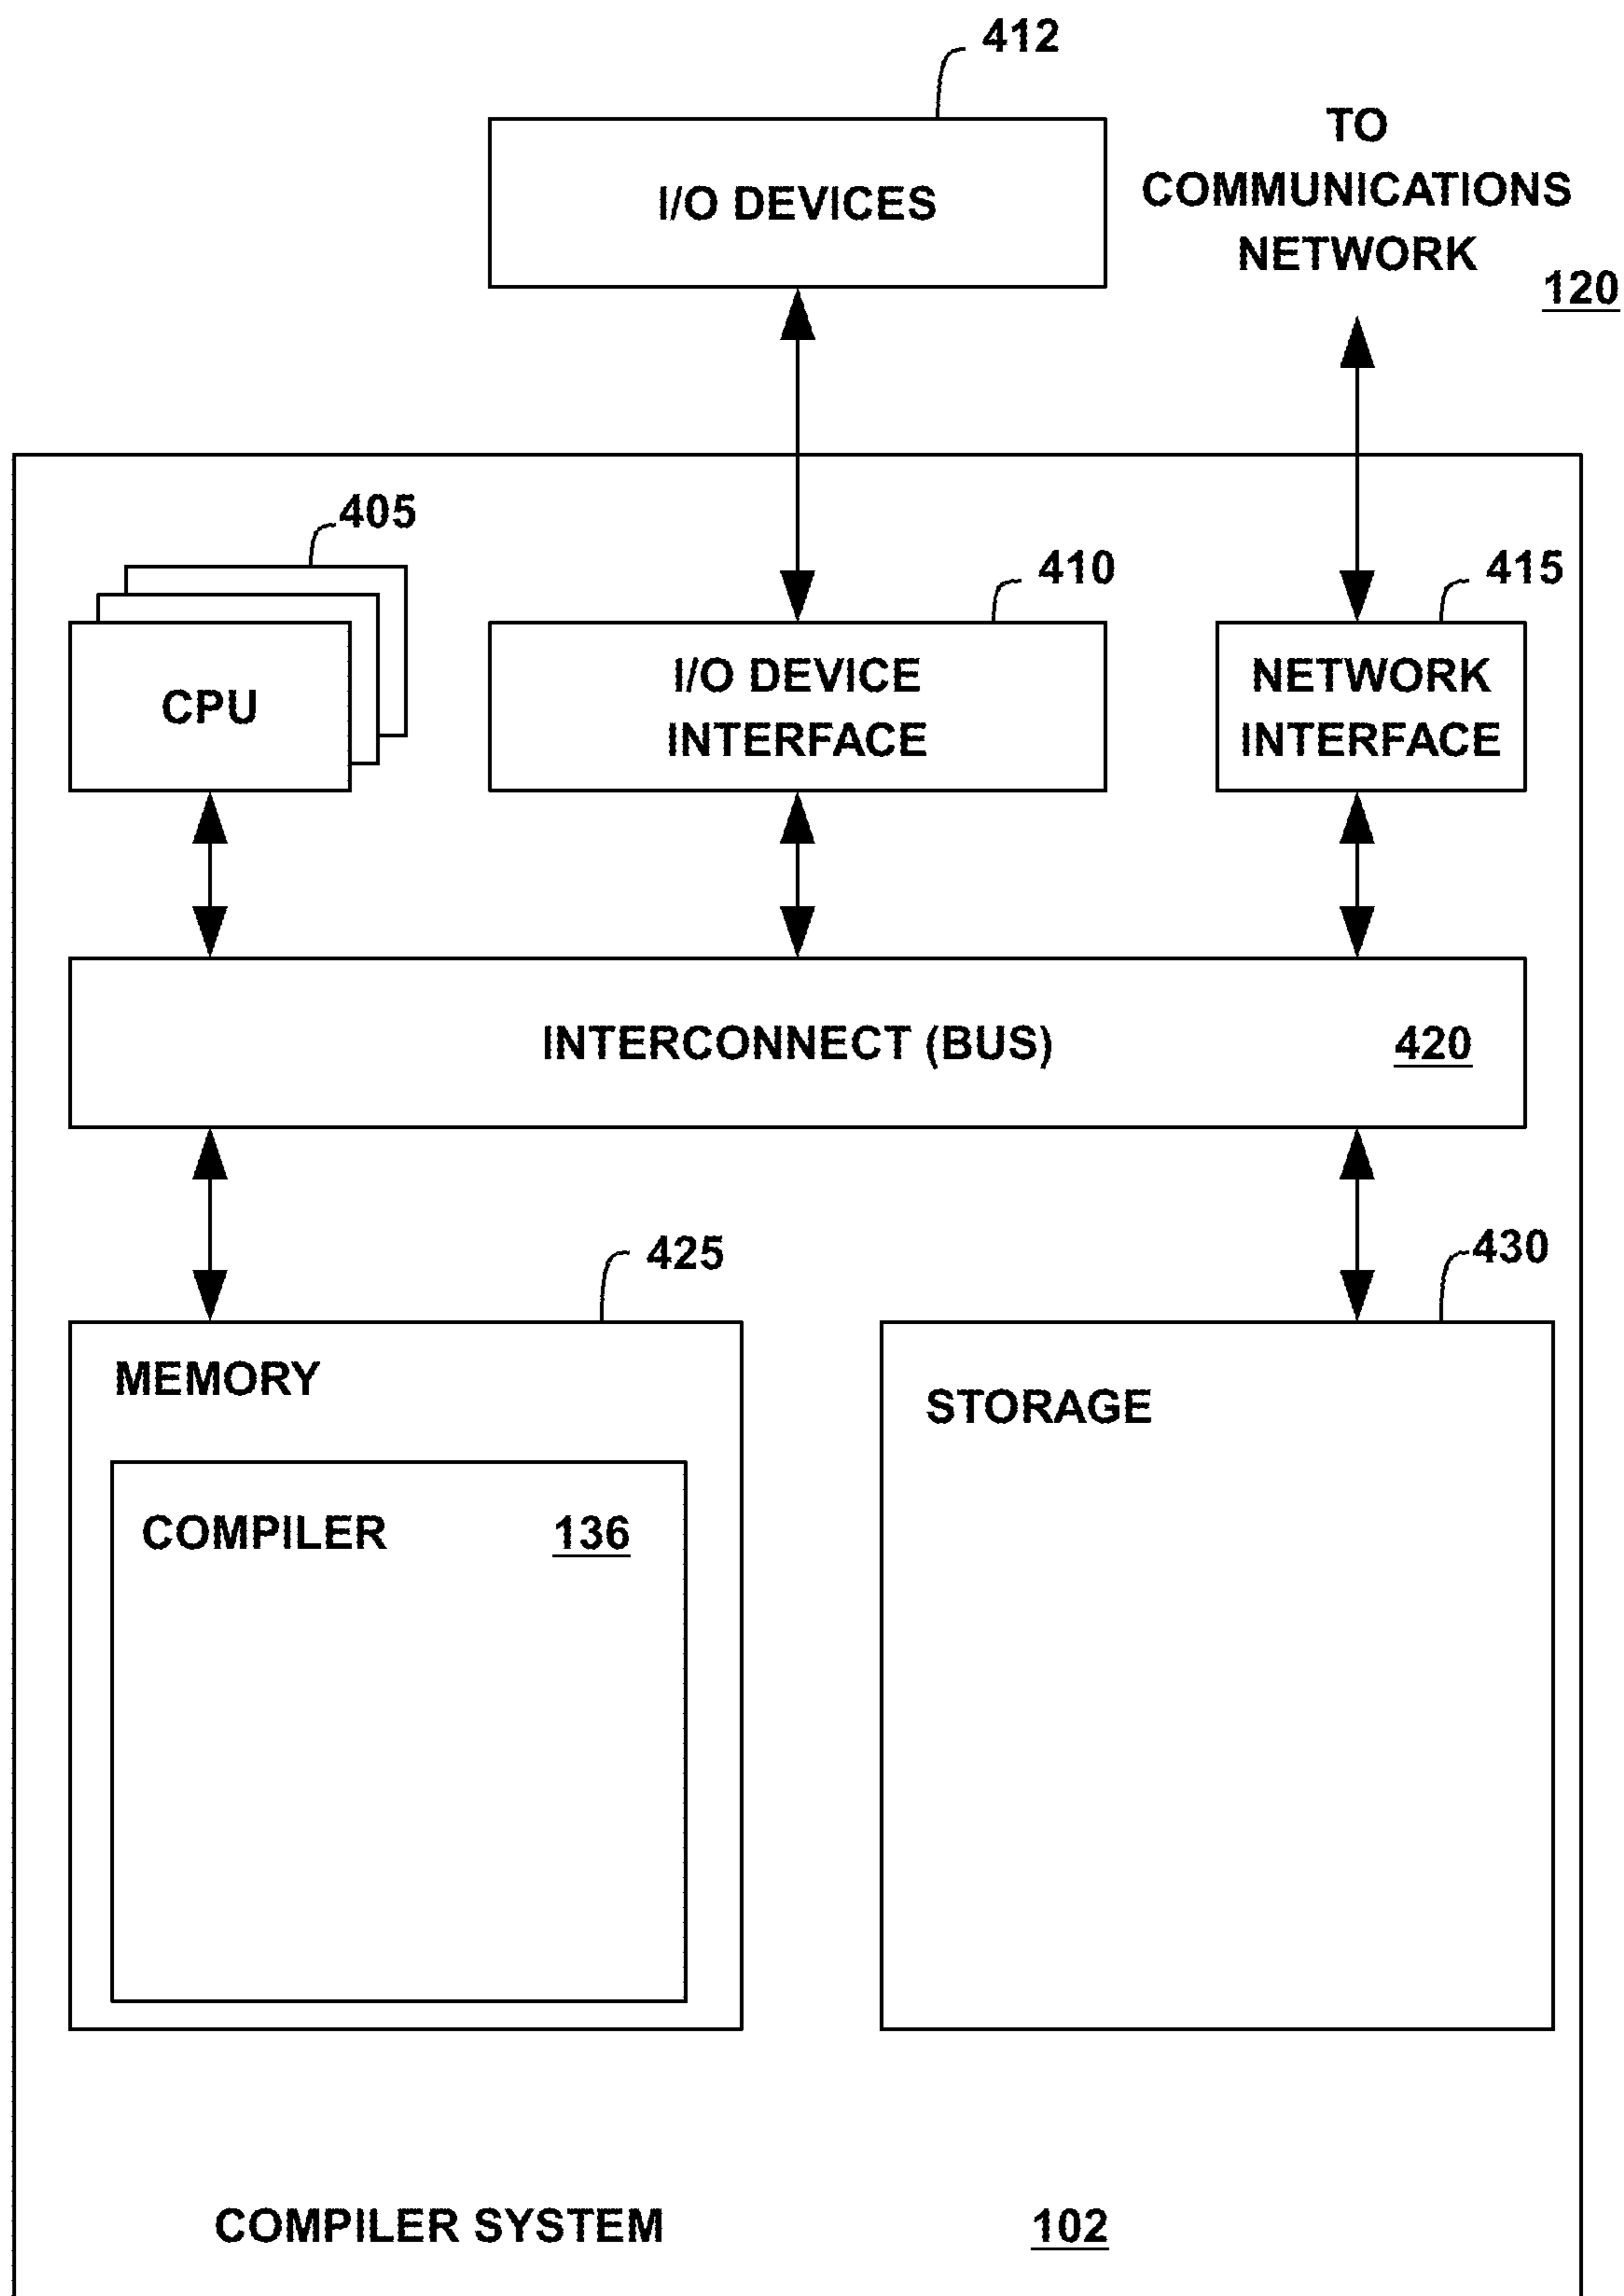 412
I/O DEVICES
TO
COMMUNICATIONS
NETWORK
120
405
CPU
410
I/O DEVICE
INTERFACE
415
NETWORK
INTERFACE
INTERCONNECT (BUS) 420
425
MEMORY
COMPILER 136
430
STORAGE
COMPILER SYSTEM 102